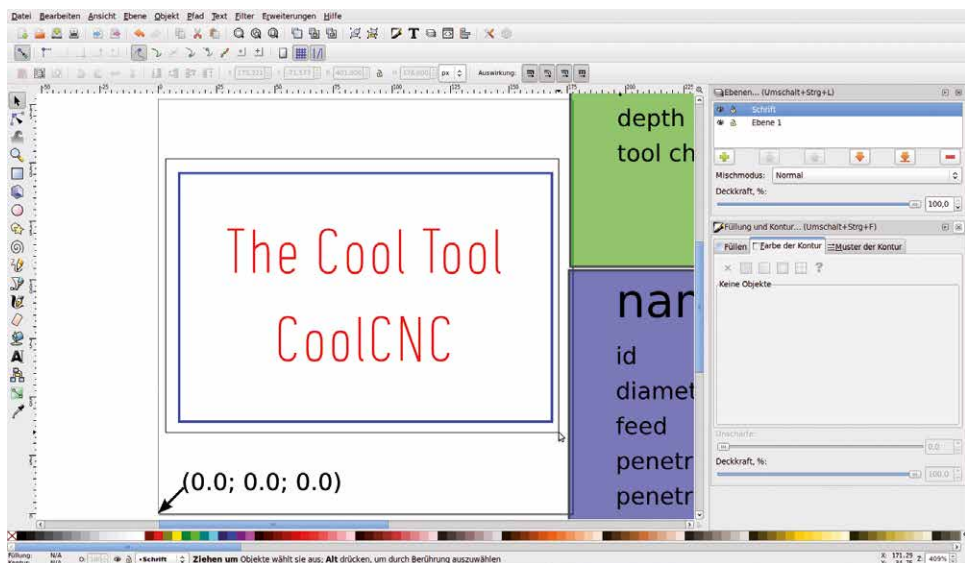 Datei Bearbeiten Ansicht Ebene Objekt Pfad Text Filter Erweiterungen Hilfe
px Auswirkung:
Ebenen... (Umschalt+Strg+L)
Schrift
Ebene 1
Mischmodus: Normal
Deckkraft, %:
100,0
Füllung und Kontur... (Umschalt+Strg+F)
Füllen Farbe der Kontur Muster der Kontur
Keine Objekte
Unschärfe:
0,0
Deckkraft, %:
100,0
depth
tool ch
The Cool Tool
CoolCNC
(0.0; 0.0; 0.0)
nar
id
diamet
feed
penetr
penetr
Füllung: N/A
Kontur: N/A
O:
Schrift
Ziehen um Objekte wählt sie aus; Alt drücken, um durch Berührung auszuwählen
X: 171.29
Z: 409%